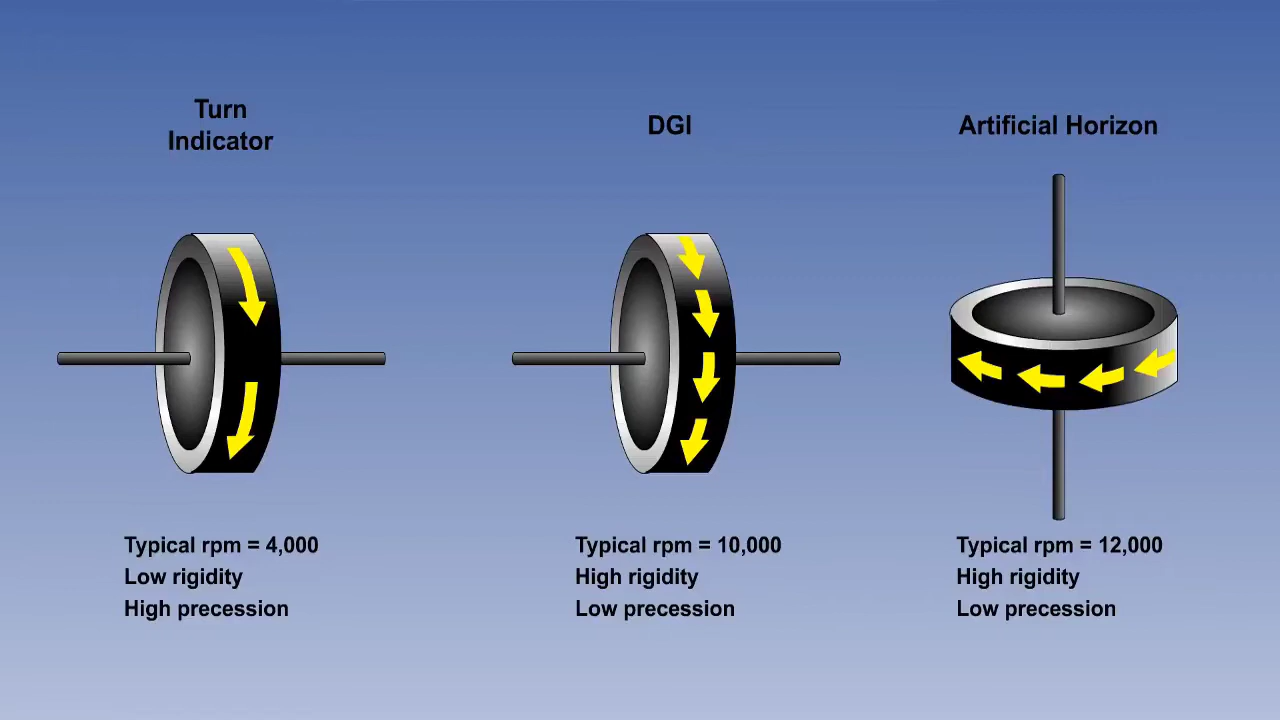 Turn
Indicator
DGI
Artificial Horizon
Typical rpm = 4,000
Low rigidity
High precession
Typical rpm = 10,000
High rigidity
Low precession
Typical rpm = 12,000
High rigidity
Low precession